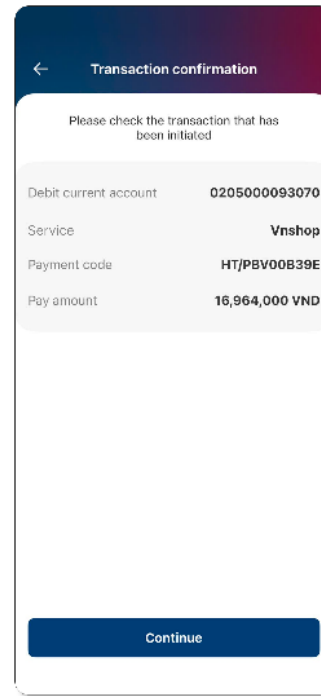 Transaction confirmation
Please check the transaction that has
been initiated
Debit current account 0205000093070
Service Vnshop
Payment code HT/PBV00B39E
Pay amount 16,964,000 VND
Continue